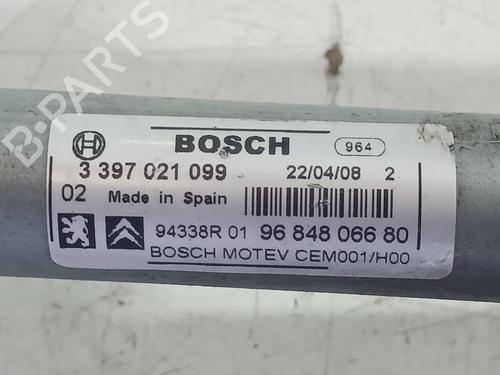 BOSCH
964
3 397 021 099
22/04/08 2
02 Made in Spain
94338R 01 96 848 066 80
BOSCH MOTEV CEM001/H00
B-PARTS